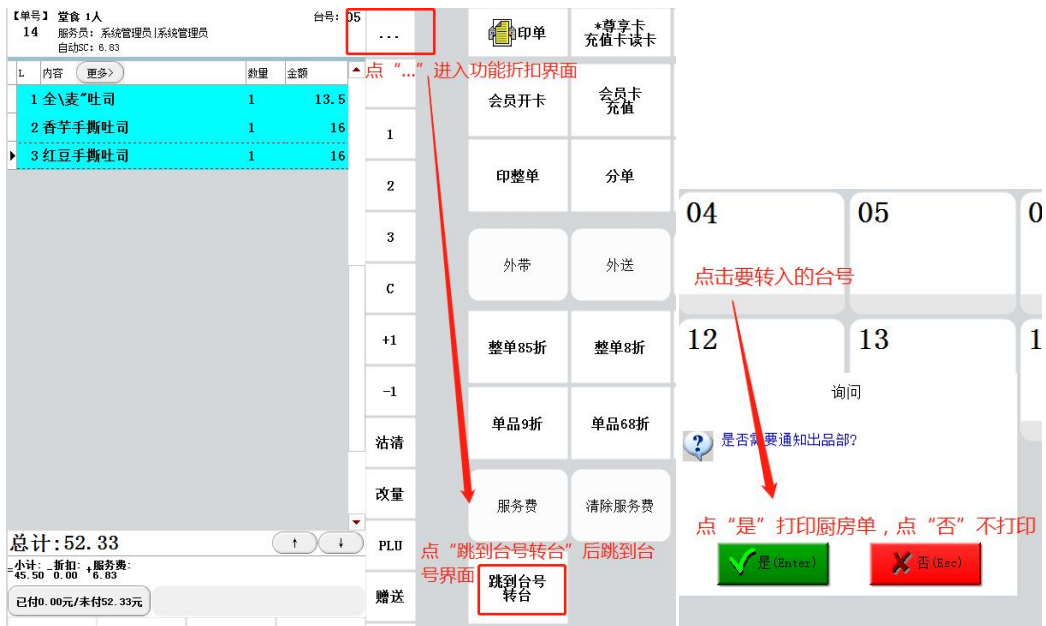 【单号】 堂食 1人 台号: 05
14 服务员: 系统管理员|系统管理员
自动SC: 6.83
L 内容 更多> 数量 金额
1 全\麦"吐司 1 13.5
2 香芋手撕吐司 1 16
3 红豆手撕吐司 1 16
总计:52.33
↑ ↓
=小计: -折扣: +服务费:
45.50 0.00 6.83
已付0.00元/未付52.33元
...
点“...”进入功能折扣界面
1
2
3
C
+1
-1
沽清
改量
PLU
赠送
印单
*尊享卡
充值卡读卡
会员开卡
会员卡
充值
印整单
分单
外带
外送
整单85折
整单8折
单品9折
单品68折
服务费
清除服务费
点“跳到台号转台”后跳到台
号界面
跳到台号
转台
04
05
0
点击要转入的台号
12
13
1
询问
?
是否需要通知出品部?
点“是”打印厨房单,点“否”不打印
是(Enter)
否(Esc)